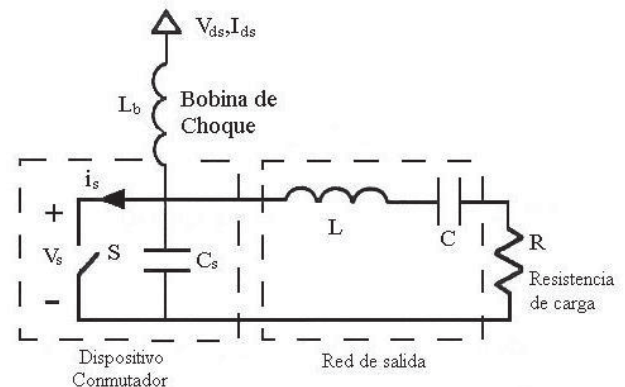 Vds,Ids
Lb
Bobina de
Choque
is
+
Vs
S
Cs
-
L
C
R
Resistencia
de carga
Dispositivo
Conmutador
Red de salida